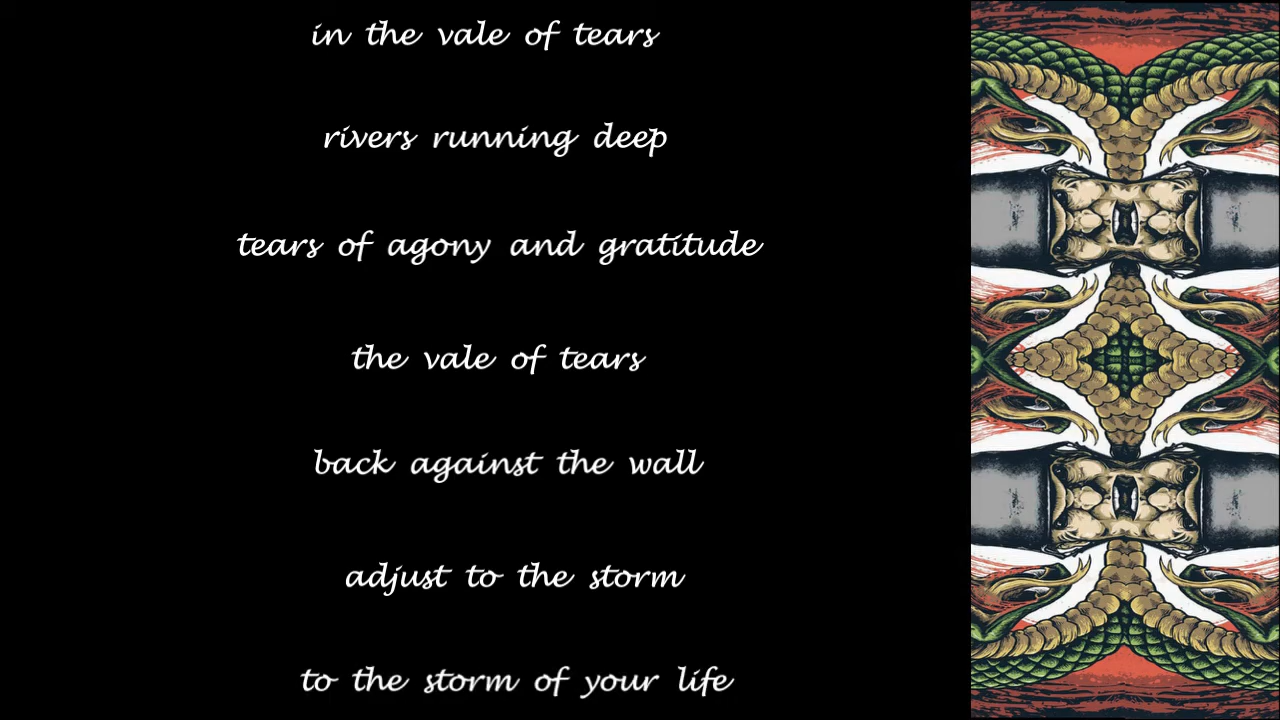 in the vale of tears
rivers running deep
tears of agony and gratitude
the vale of tears
back against the wall
adjust to the storm
to the storm of your life